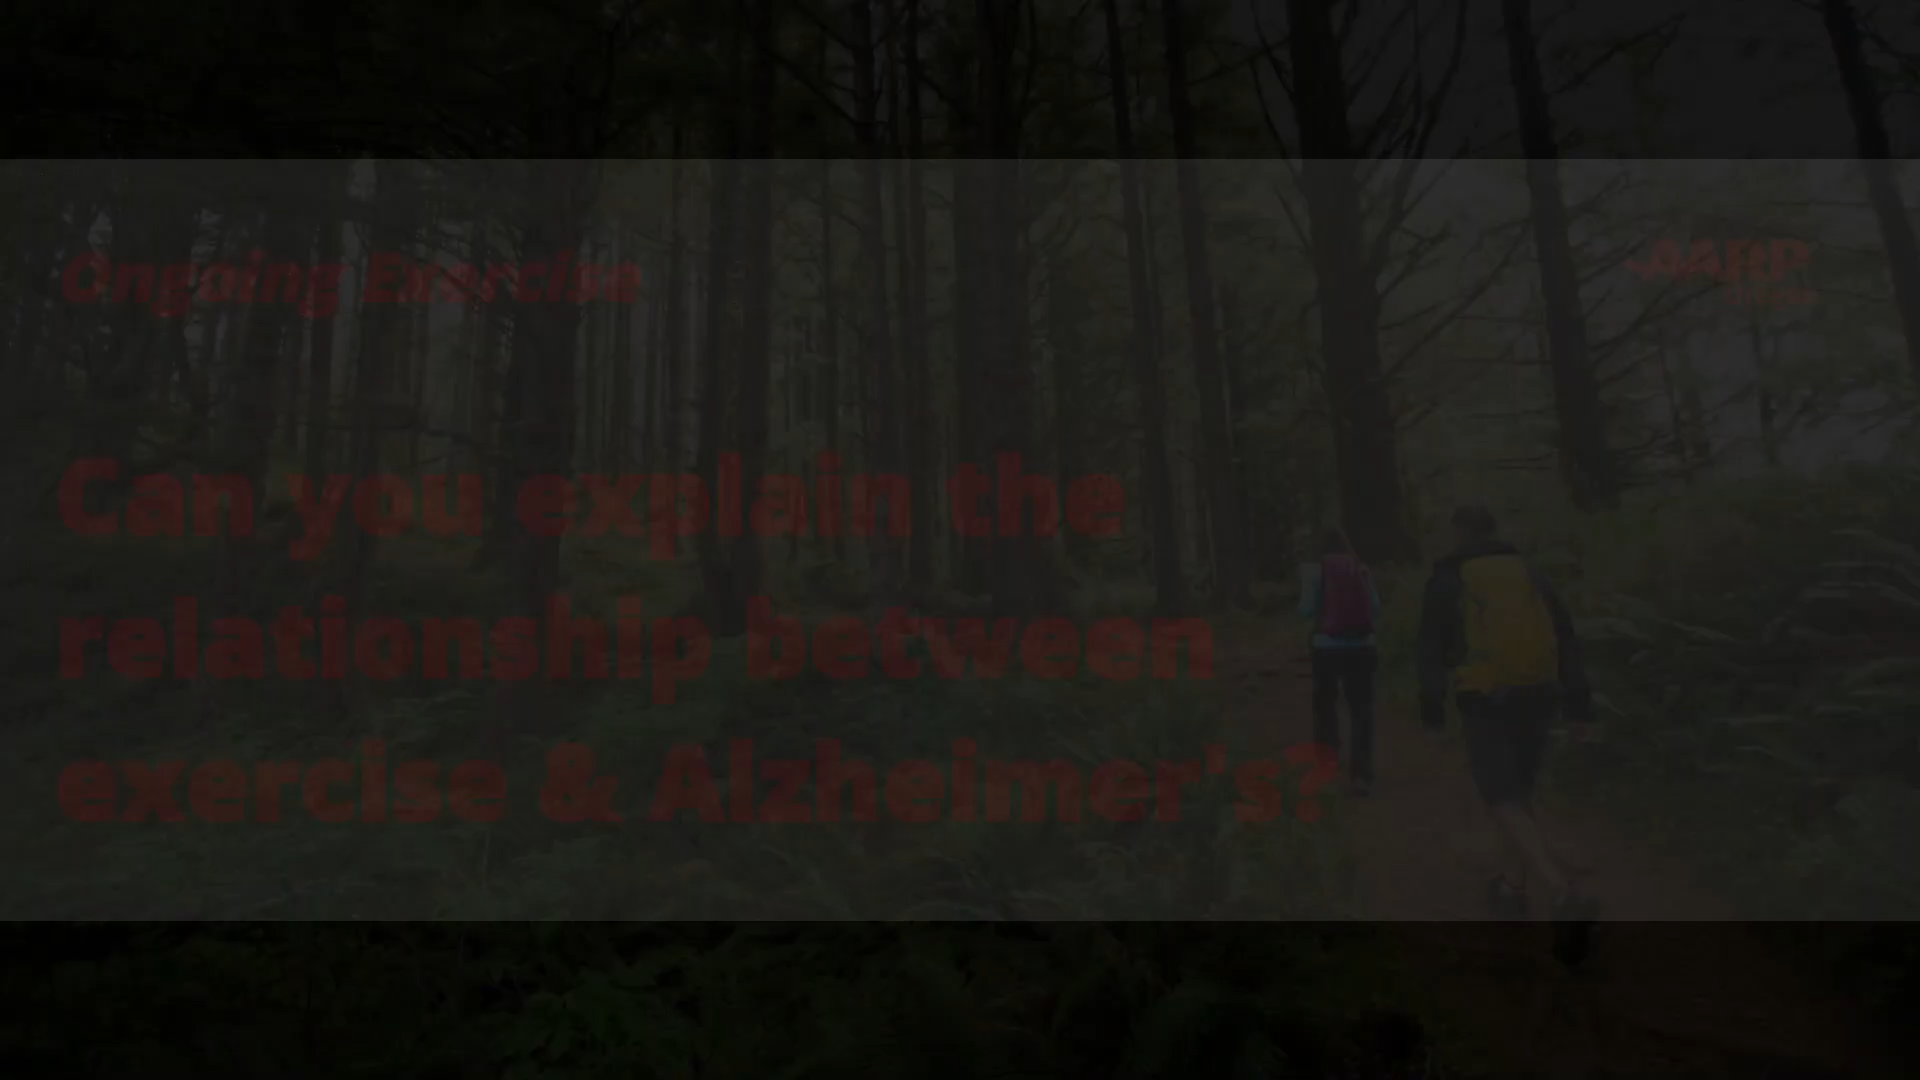 Ongoing Exercise
AARP
Can you explain the
relationship between
exercise & Alzheimer's?